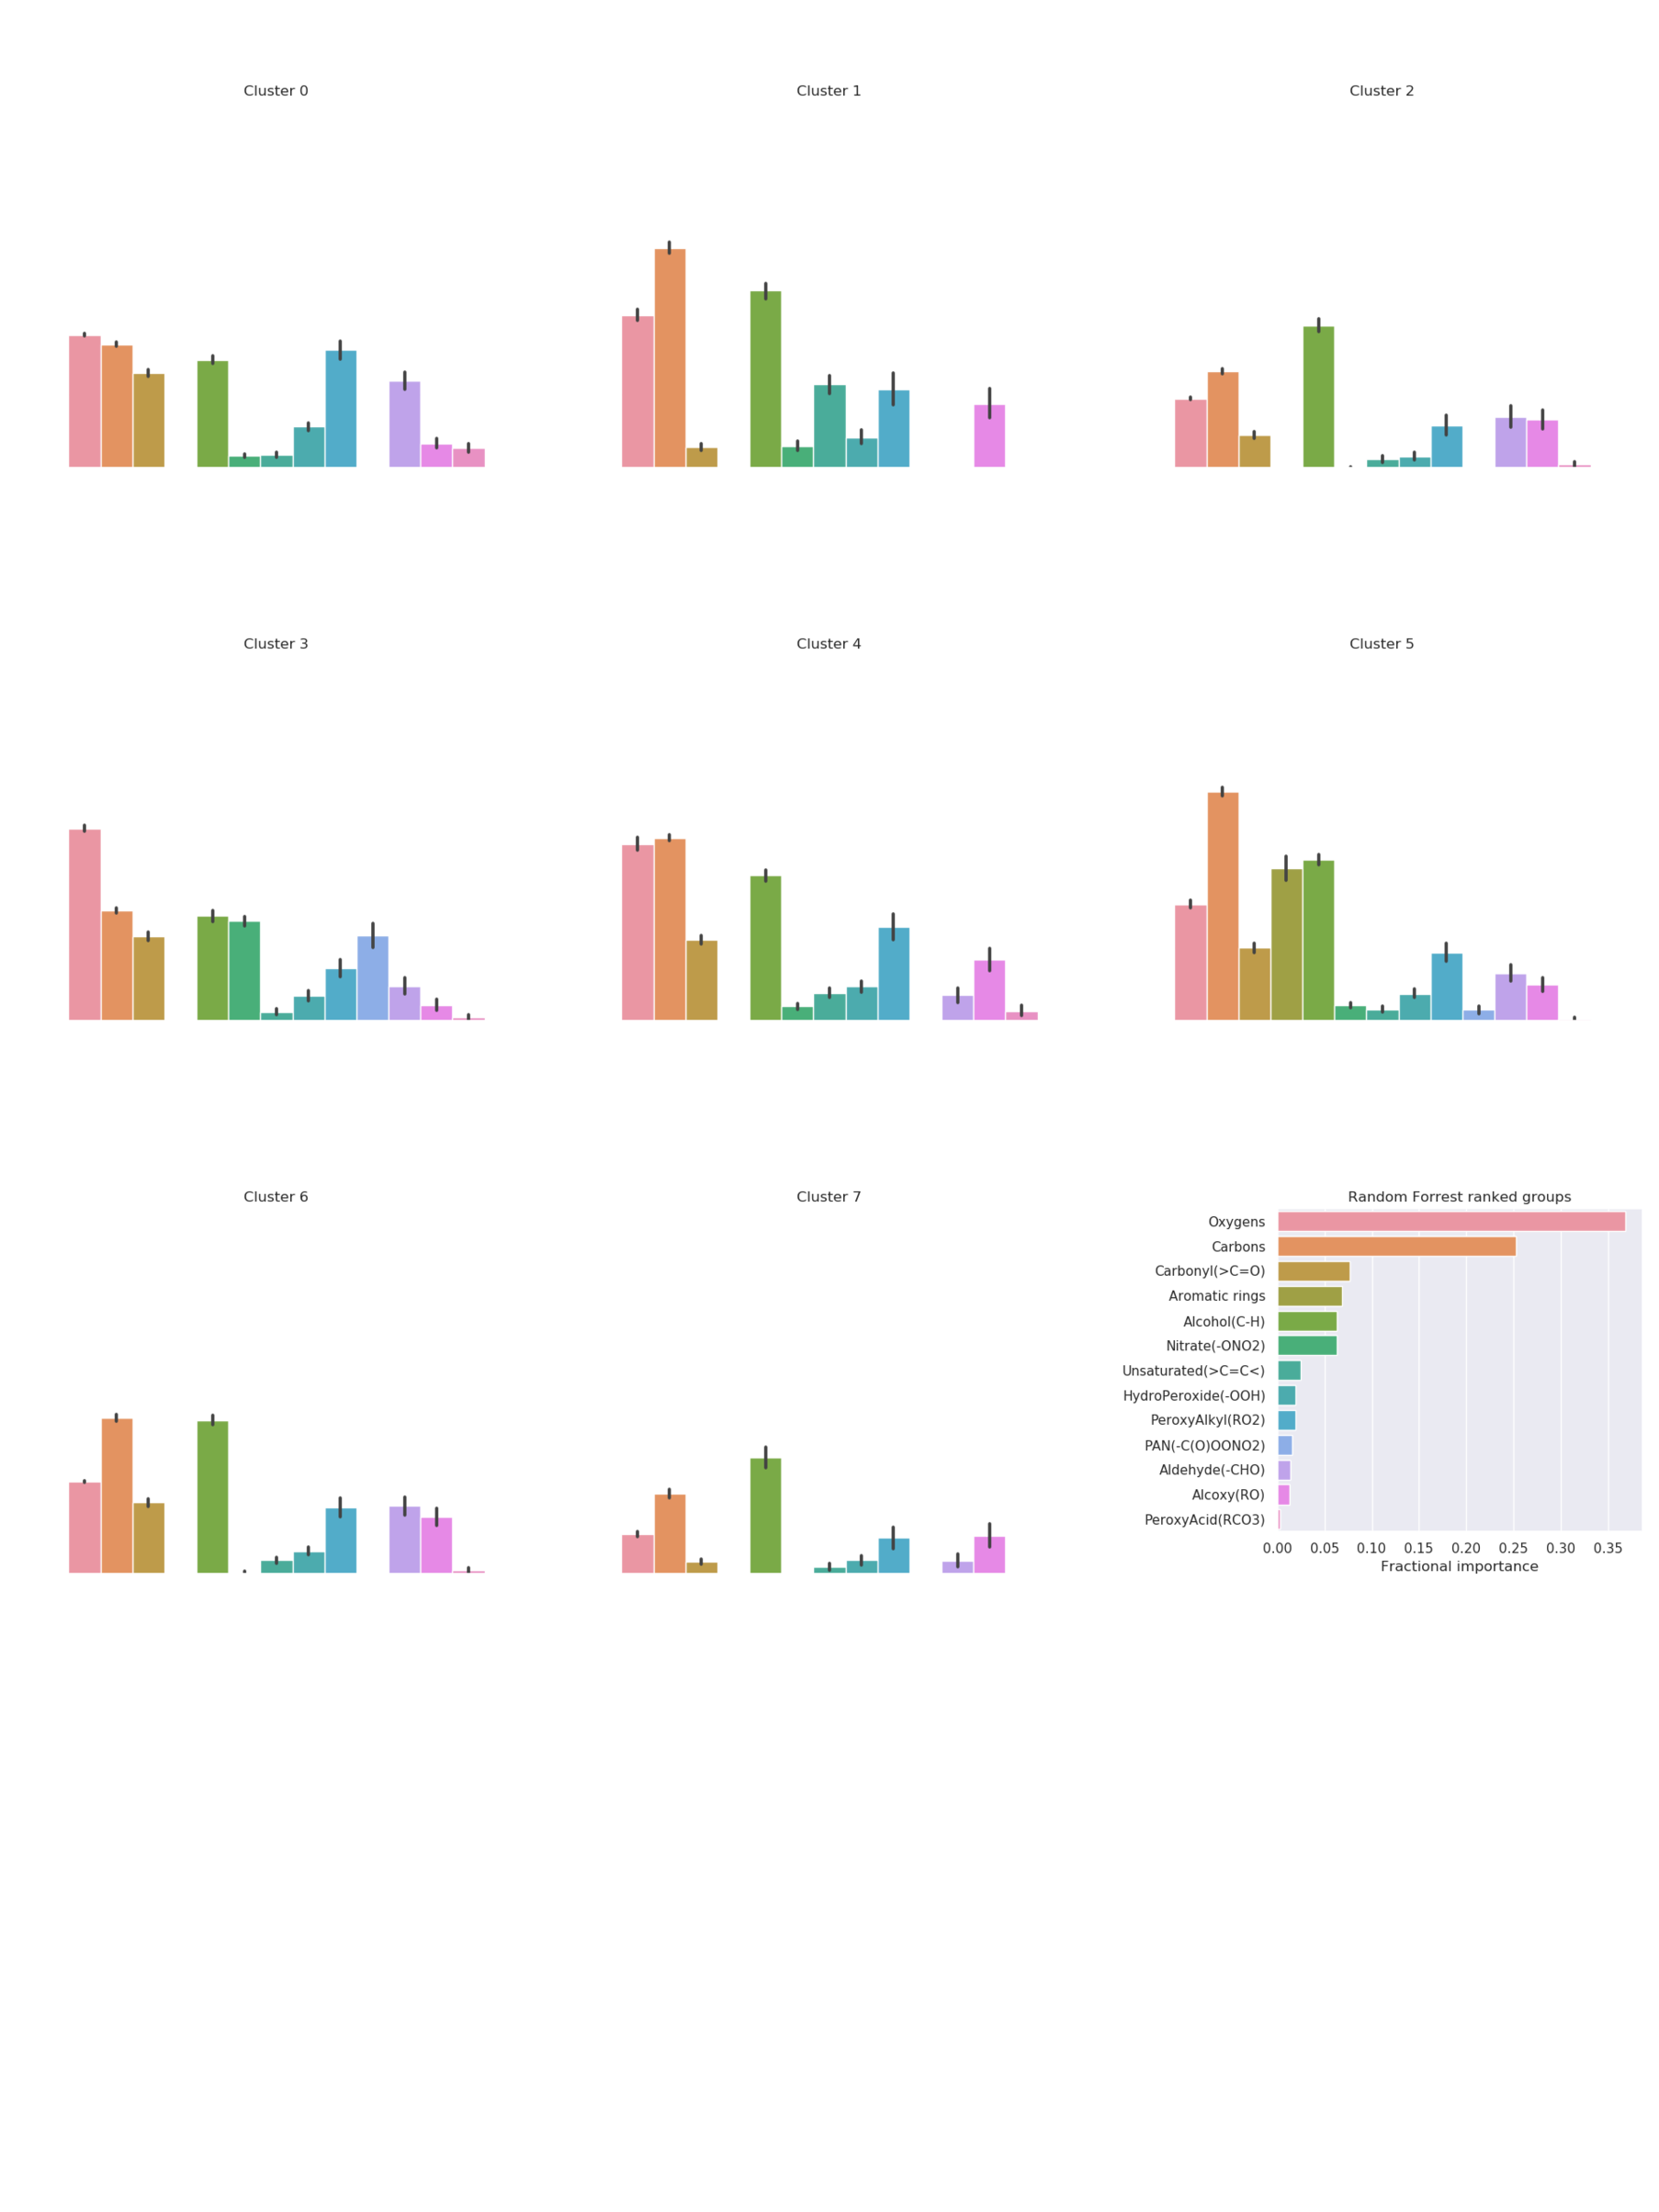 Cluster 0
Cluster 1
Cluster 2
Cluster 3
Cluster 4
Cluster 5
Cluster 6
Cluster 7
Random Forrest ranked groups
Oxygens
Carbons
Carbonyl(>C=O)
Aromatic rings
Alcohol(C-H)
Nitrate(-ONO2)
Unsaturated(>C=C<)
HydroPeroxide(-OOH)
PeroxyAlkyl(RO2)
PAN(-C(O)OONO2)
Aldehyde(-CHO)
Alcoxy(RO)
PeroxyAcid(RCO3)
0.00 0.05 0.10 0.15 0.20 0.25 0.30 0.35
Fractional importance